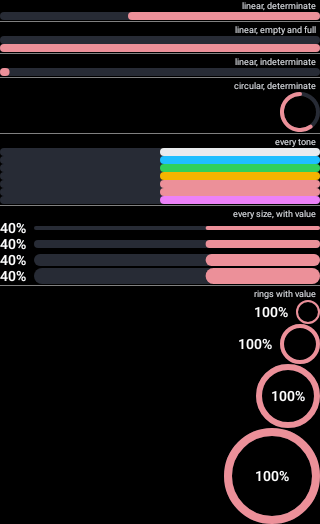 linear, determinate
linear, empty and full
linear, indeterminate
circular, determinate
every tone
every size, with value
40%
40%
40%
40%
rings with value
100%
100%
100%
100%